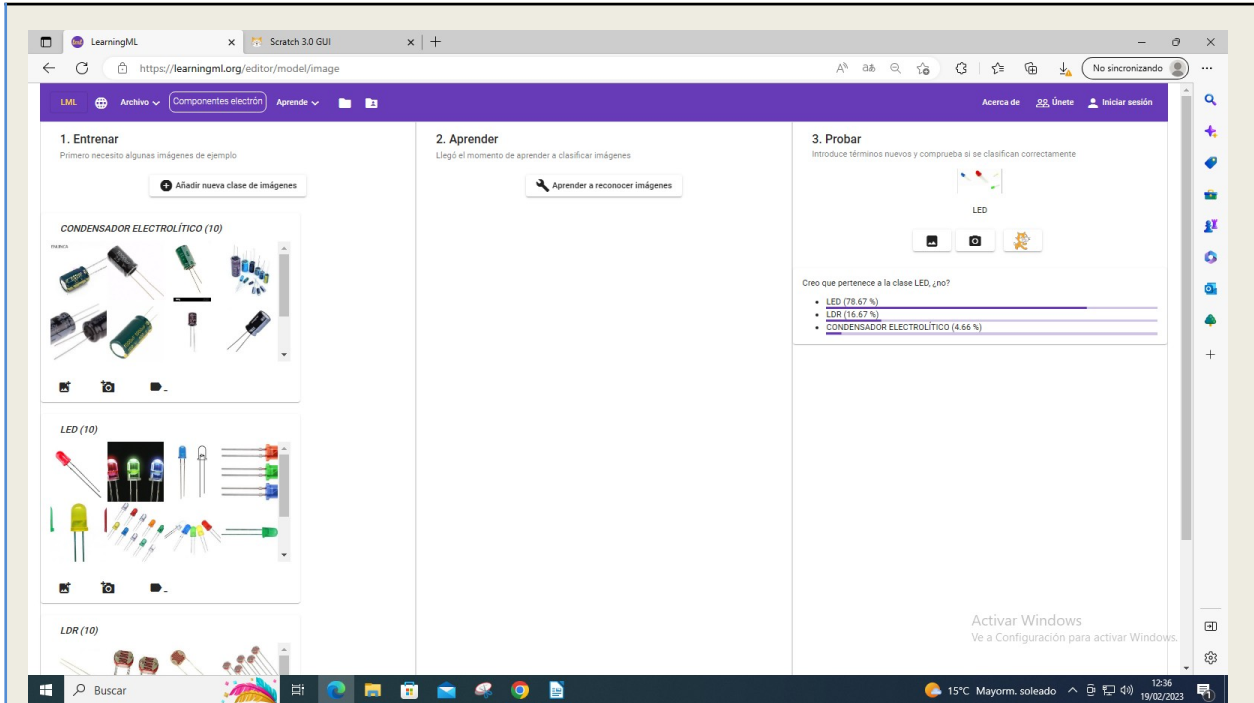 LearningML
Scratch 3.0 GUI
https://learningml.org/editor/model/image
No sincronizando
LML Archivo Componentes electrón Aprende
Acerca de Únete Iniciar sesión
1. Entrenar
Primero necesito algunas imágenes de ejemplo
Añadir nueva clase de imágenes
CONDENSADOR ELECTROLÍTICO (10)
LED (10)
LDR (10)
2. Aprender
Llegó el momento de aprender a clasificar imágenes
Aprender a reconocer imágenes
3. Probar
Introduce términos nuevos y comprueba si se clasifican correctamente
LED
Creo que pertenece a la clase LED, ¿no?
LED (78.67 %)
LDR (16.67 %)
CONDENSADOR ELECTROLÍTICO (4.66 %)
Activar Windows
Ve a Configuración para activar Windows.
Buscar
15°C Mayorm. soleado
12:36
19/02/2023